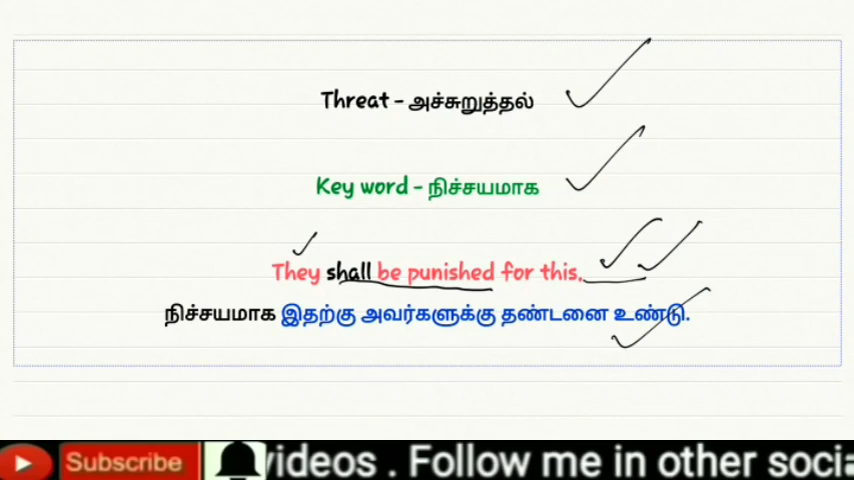 Threat - அச்சுறுத்தல்
Key word - நிச்சயமாக
They shall be punished for this.
நிச்சயமாக இதற்கு அவர்களுக்கு தண்டனை உண்டு.
Subscribe videos . Follow me in other